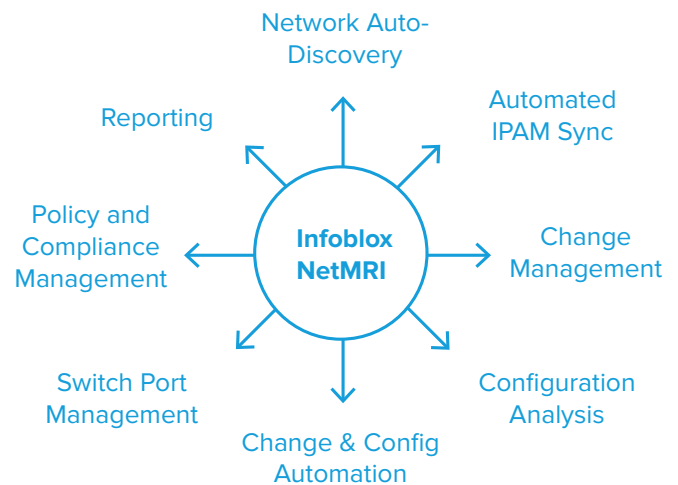 Network Auto-
Discovery
Automated
IPAM Sync
Reporting
Policy and
Compliance
Management
Infoblox
NetMRI
Change
Management
Switch Port
Management
Configuration
Analysis
Change & Config
Automation